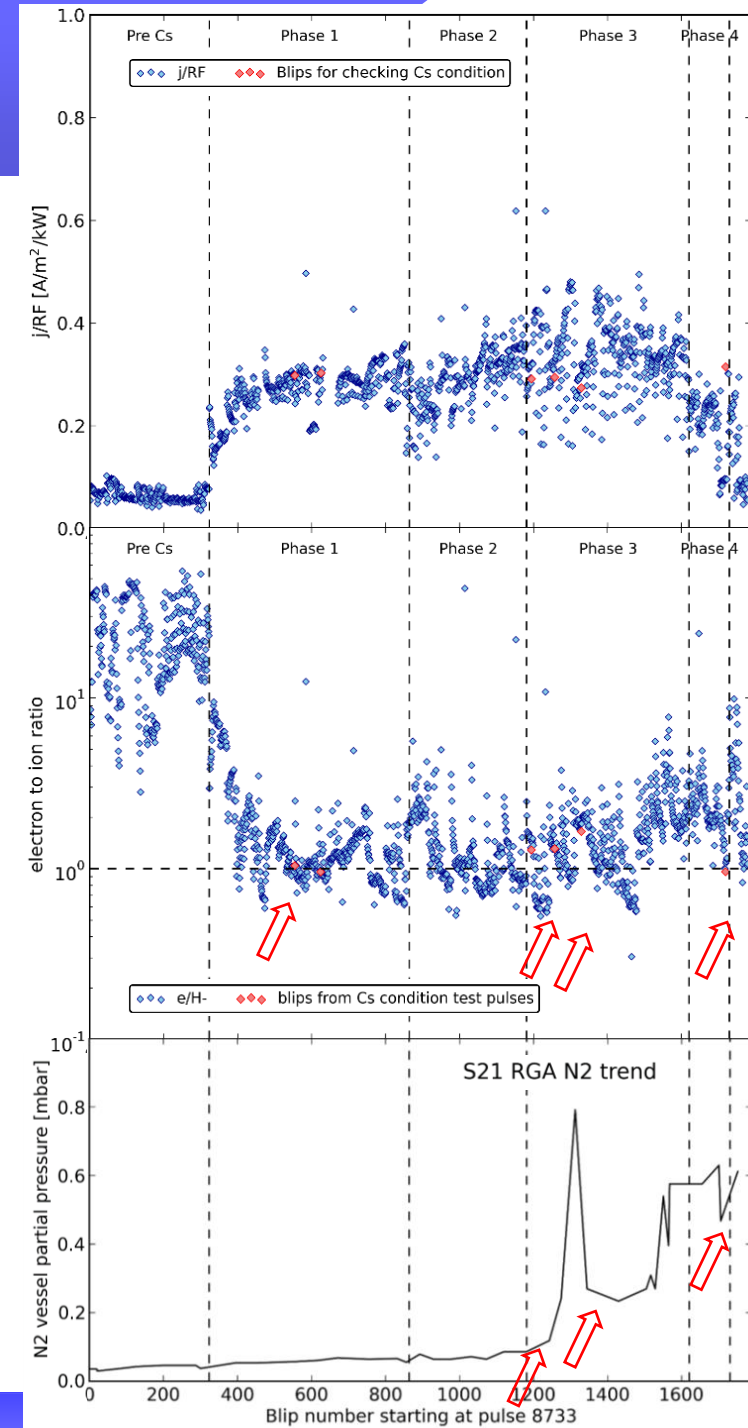 1.0
Pre Cs Phase 1 Phase 2 Phase 3 Phase 4
j/RF Blips for checking Cs condition
0.8
0.6
j/RF [A/m²/kW]
0.4
0.2
0.0
Pre Cs Phase 1 Phase 2 Phase 3 Phase 4
10¹
electron to ion ratio
10⁰
e/H- blips from Cs condition test pulses
10⁻¹
S21 RGA N2 trend
0.8
0.6
N2 vessel partial pressure [mbar]
0.4
0.2
0.0
0 200 400 600 800 1000 1200 1400 1600
Blip number starting at pulse 8733